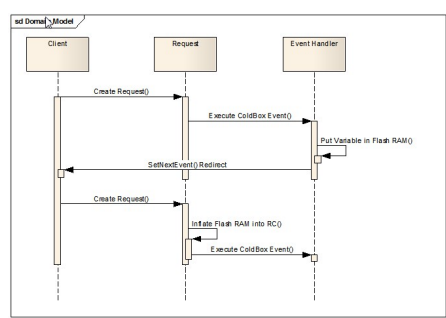 sd Domain Model
Client
Request
Event Handler
Create Request()
Execute ColdBox Event()
Put Variable in Flash RAM()
SetNextEvent() Redirect
Create Request()
Inflate Flash RAM into RC()
Execute ColdBox Event()